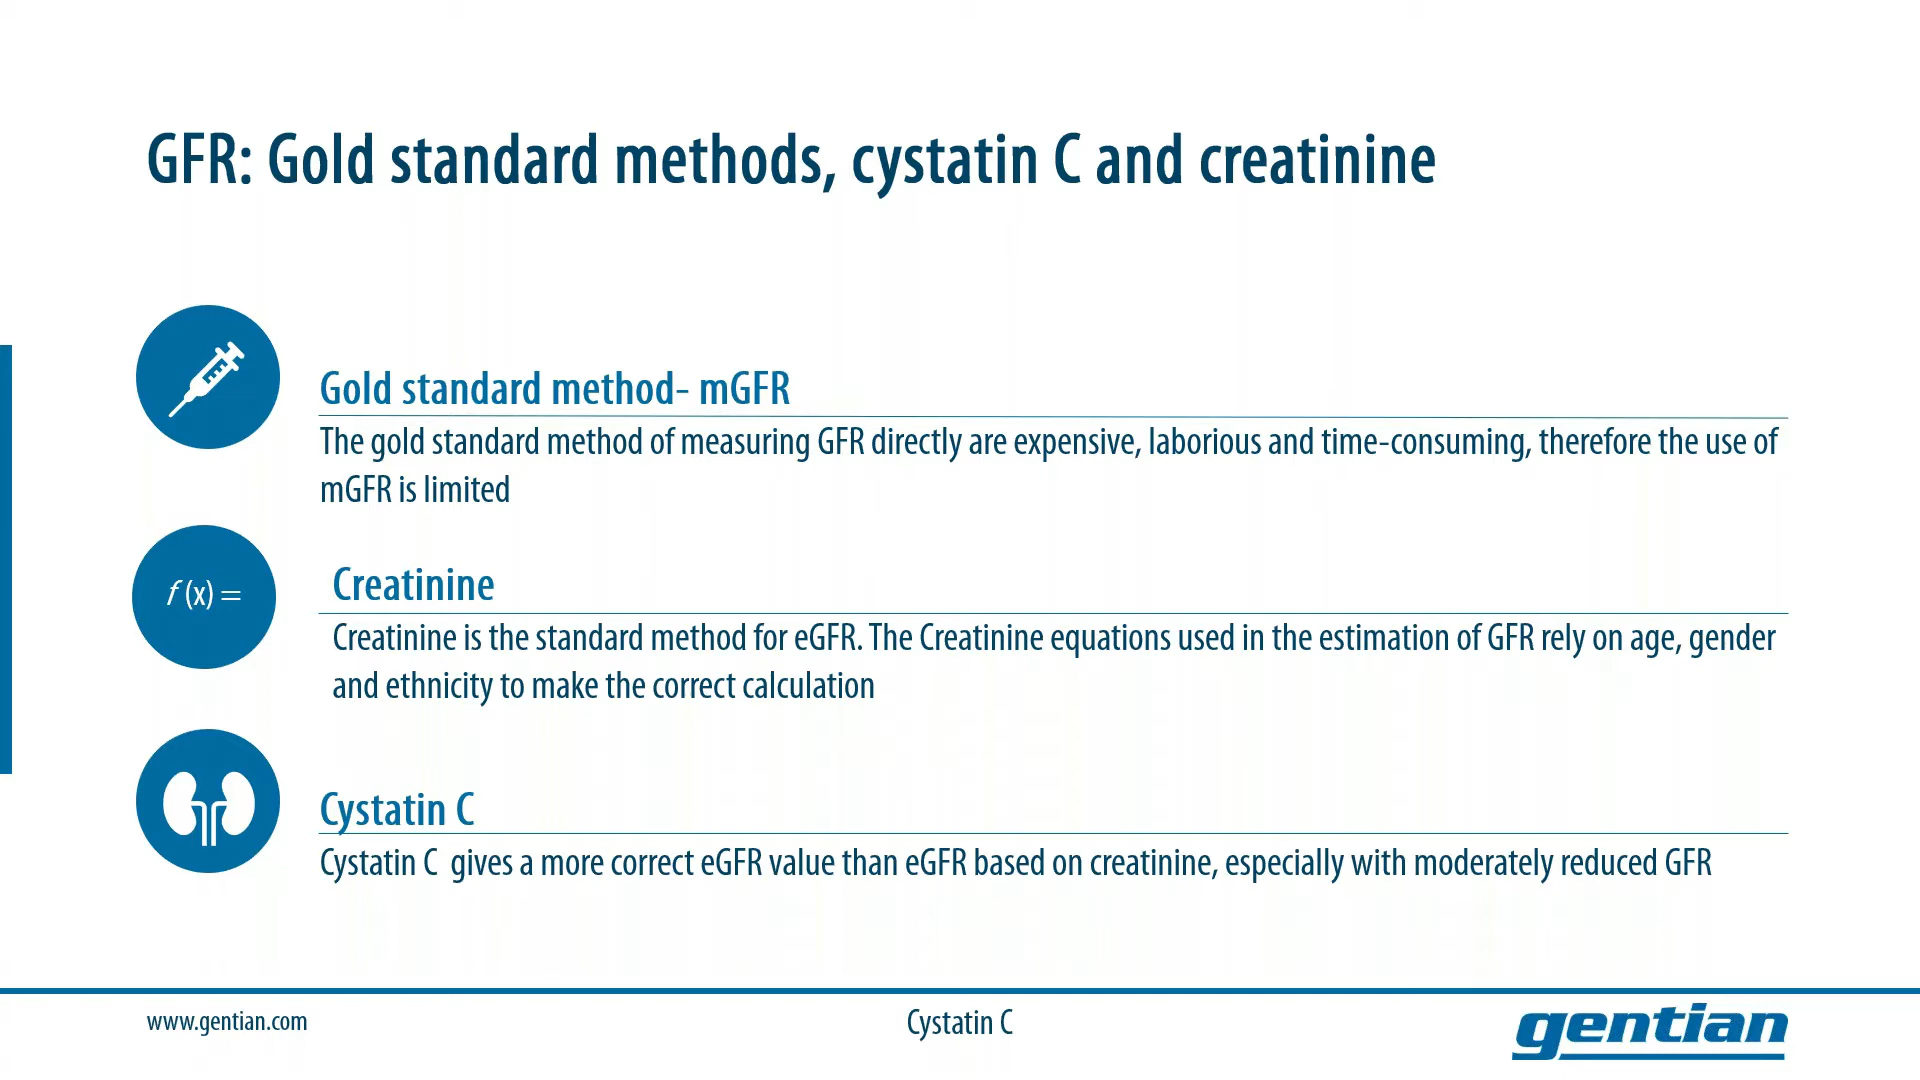 GFR: Gold standard methods, cystatin C and creatinine
Gold standard method- mGFR
The gold standard method of measuring GFR directly are expensive, laborious and time-consuming, therefore the use of
mGFR is limited
f (x) =
Creatinine
Creatinine is the standard method for eGFR. The Creatinine equations used in the estimation of GFR rely on age, gender
and ethnicity to make the correct calculation
Cystatin C
Cystatin C  gives a more correct eGFR value than eGFR based on creatinine, especially with moderately reduced GFR
www.gentian.com
Cystatin C
gentian